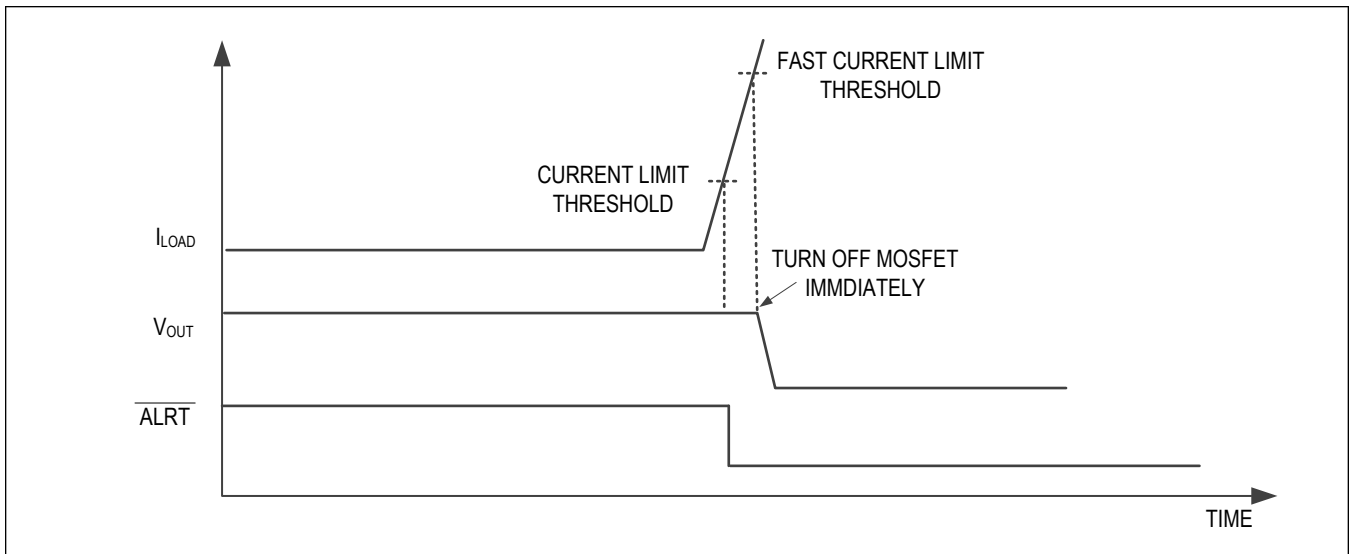 FAST CURRENT LIMIT
THRESHOLD
CURRENT LIMIT
THRESHOLD
ILOAD
TURN OFF MOSFET
IMMDIATELY
VOUT
ALRT
TIME